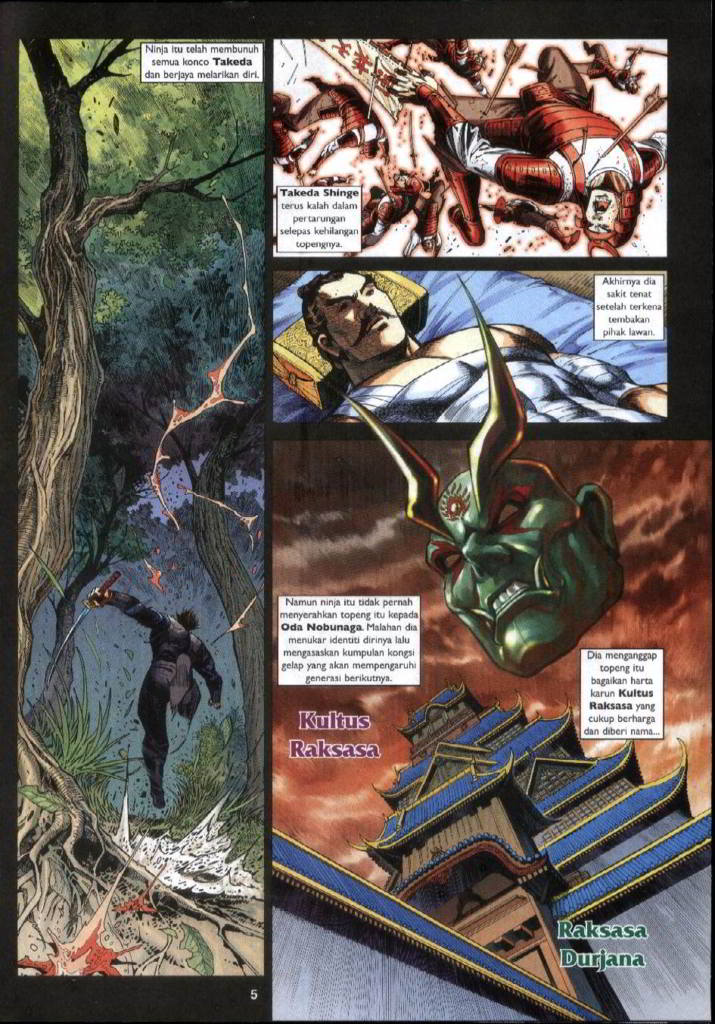 Ninja itu telah membunuh
semua konco Takeda
dan berjaya melarikan diri.
Takeda Shinge
terus kalah dalam
pertarungan
selepas kehilangan
topengnya.
Akhirnya dia
sakit tenat
setelah terkena
tembakan
pihak lawan.
Namun ninja itu tidak pernah
menyerahkan topeng itu kepada
Oda Nobunaga. Malahan dia
menukar identiti dirinya lalu
mengasaskan kumpulan kongsi
gelap yang akan mempengaruhi
generasi berikutnya.
Dia menganggap
topeng itu
bagaikan harta
karun Kultus
Raksasa yang
cukup berharga
dan diberi nama...
Kultus
Raksasa
Raksasa
Durjana
5